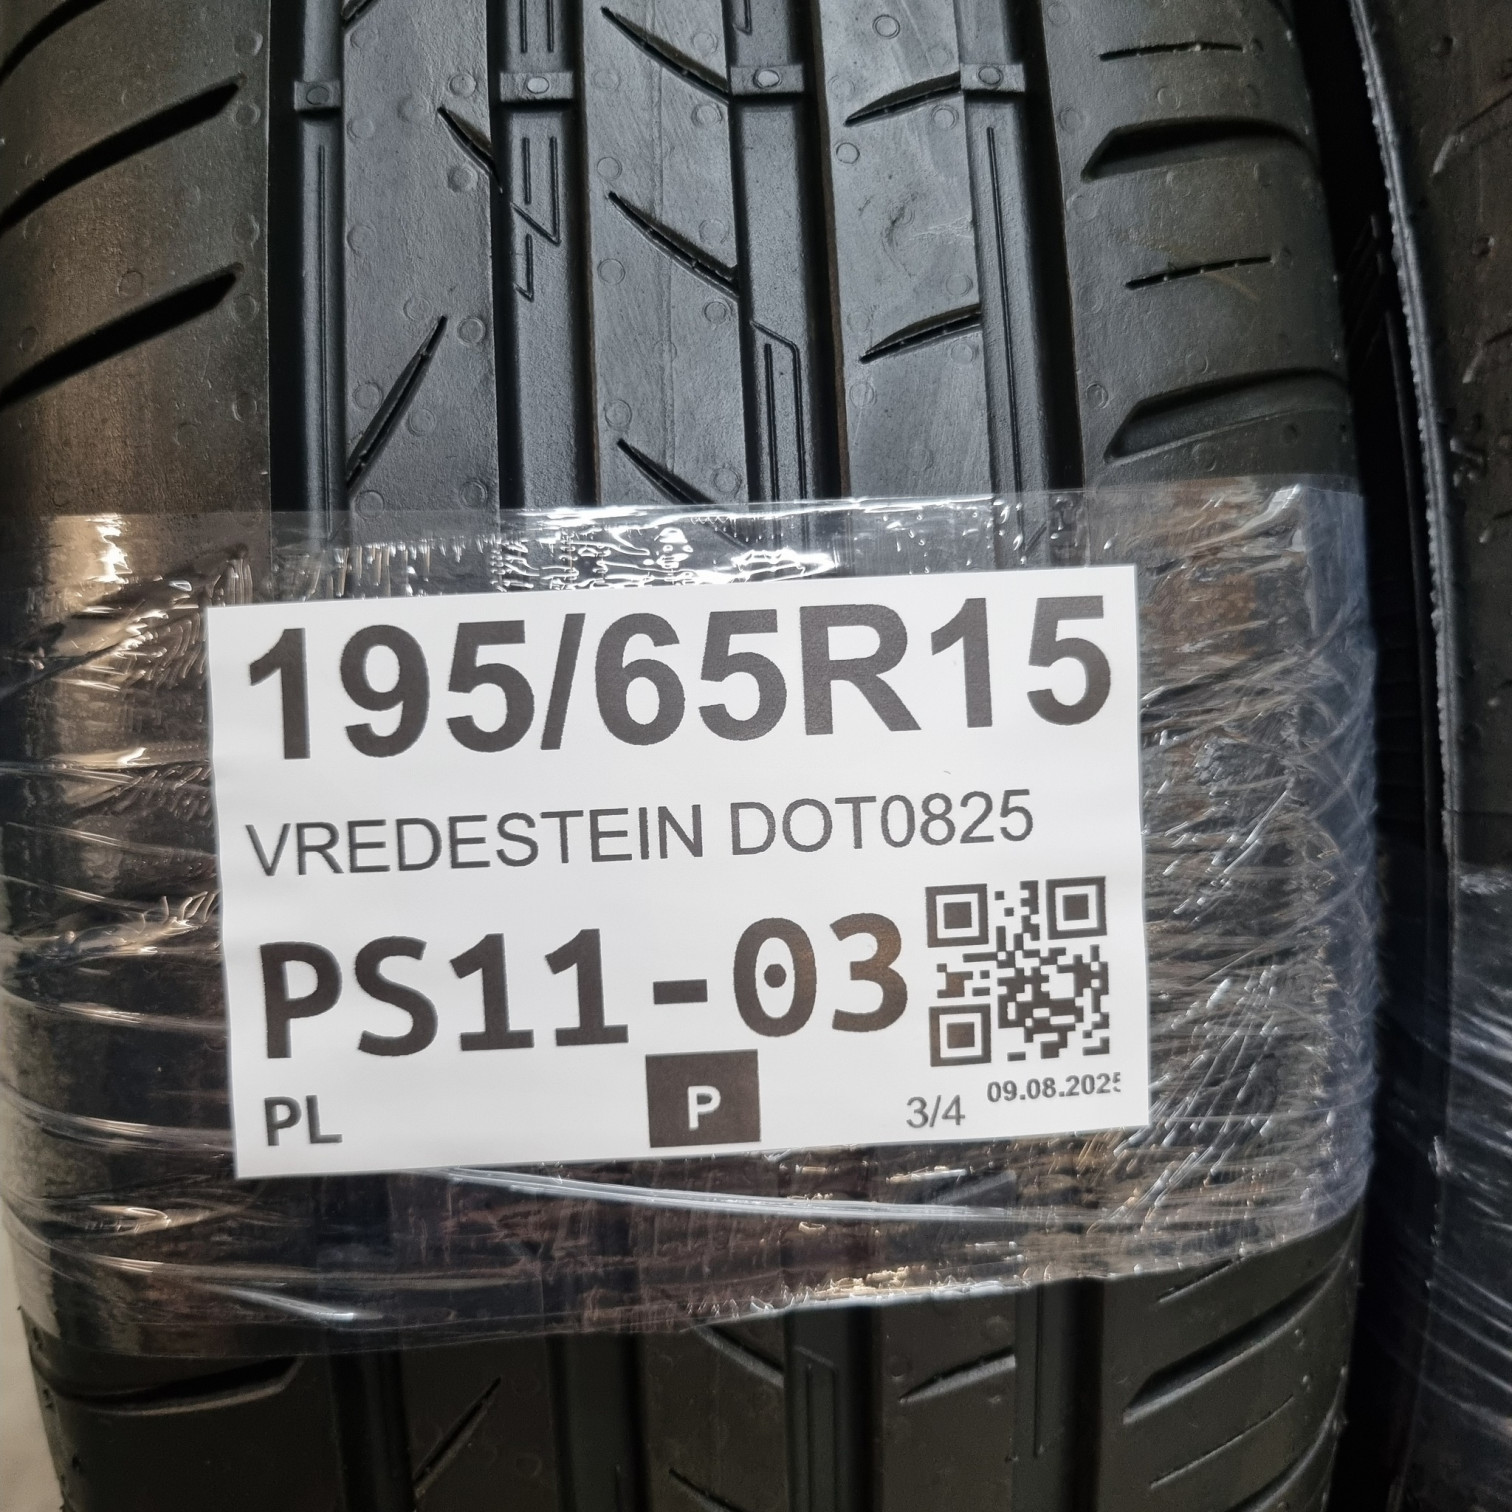 195/65R15
VREDESTEIN DOT0825
PS11-03
PL
P
3/4
09.08.2025